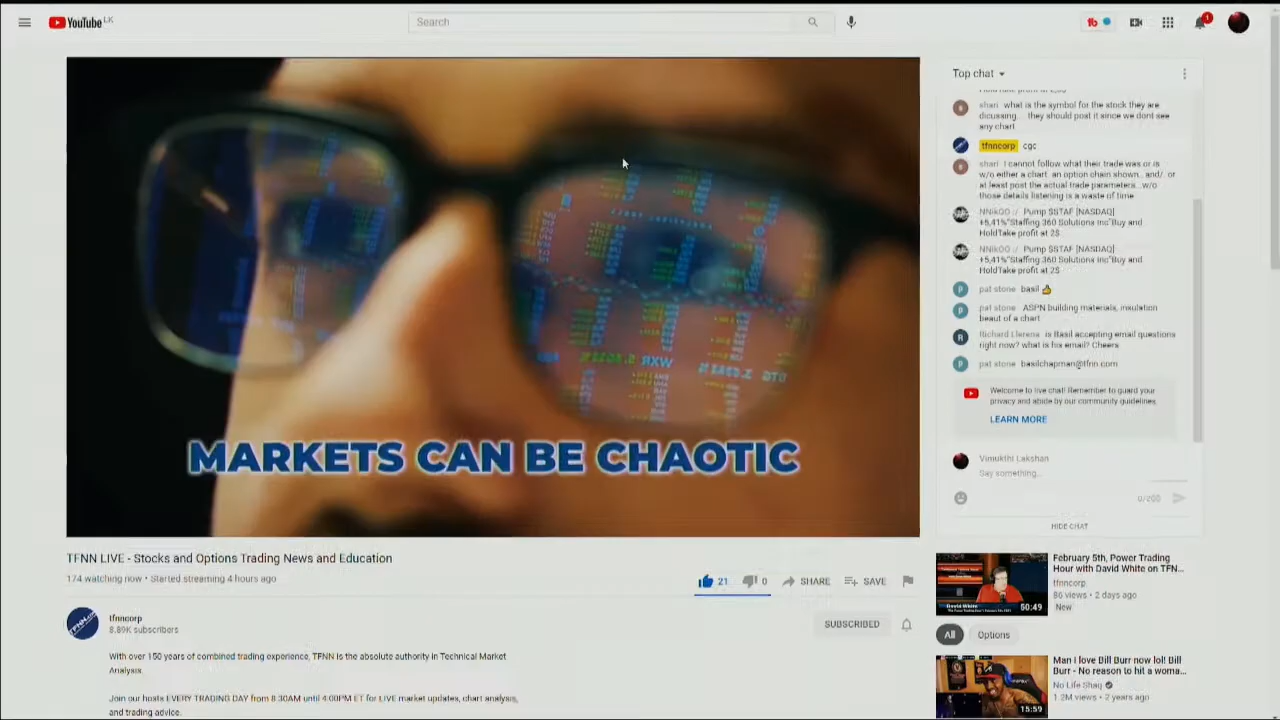 YouTube LK
Search
1
Top chat
shari what is the symbol for the stock they are
dicussing... they should post it since we dont see
any chart
tfnncorp cgc
shari I cannot follow what their trade was or is
w/o either a chart an option chain shown.. and/. or
at least post the actual trade parameters...w/o
those details listening is a waste of time
Pump $STAF [NASDAQ]
+5,41%"Staffing 360 Solutions Inc"Buy and
HoldTake profit at 2$
Pump $STAF [NASDAQ]
+5,41%"Staffing 360 Solutions Inc"Buy and
HoldTake profit at 2$
pat stone basil 👍
pat stone ASPN building materials, insulation
beaut of a chart
Richard Llerena is Basil accepting email questions
right now? what is his email? Cheers
pat stone basilchapman@tfnn.com
Welcome to live chat! Remember to guard your
privacy and abide by our community guidelines.
LEARN MORE
Vimukthi Lakshan
Say something...
0/200
HIDE CHAT
MARKETS CAN BE CHAOTIC
TFNN LIVE - Stocks and Options Trading News and Education
174 watching now • Started streaming 4 hours ago
21
0
SHARE
SAVE
tfnncorp
8.89K subscribers
SUBSCRIBED
With over 150 years of combined trading experience, TFNN is the absolute authority in Technical Market
Analysis.
Join our hosts EVERY TRADING DAY from 8:30AM until 4:00PM ET for LIVE market updates, chart analysis,
and trading advice.
February 5th, Power Trading
Hour with David White on TFN...
tfnncorp
86 views • 2 days ago
New
David White
50:49
All
Options
Man I love Bill Burr now lol! Bill
Burr - No reason to hit a woma...
No Life Shaq
1.2M views • 2 years ago
15:59